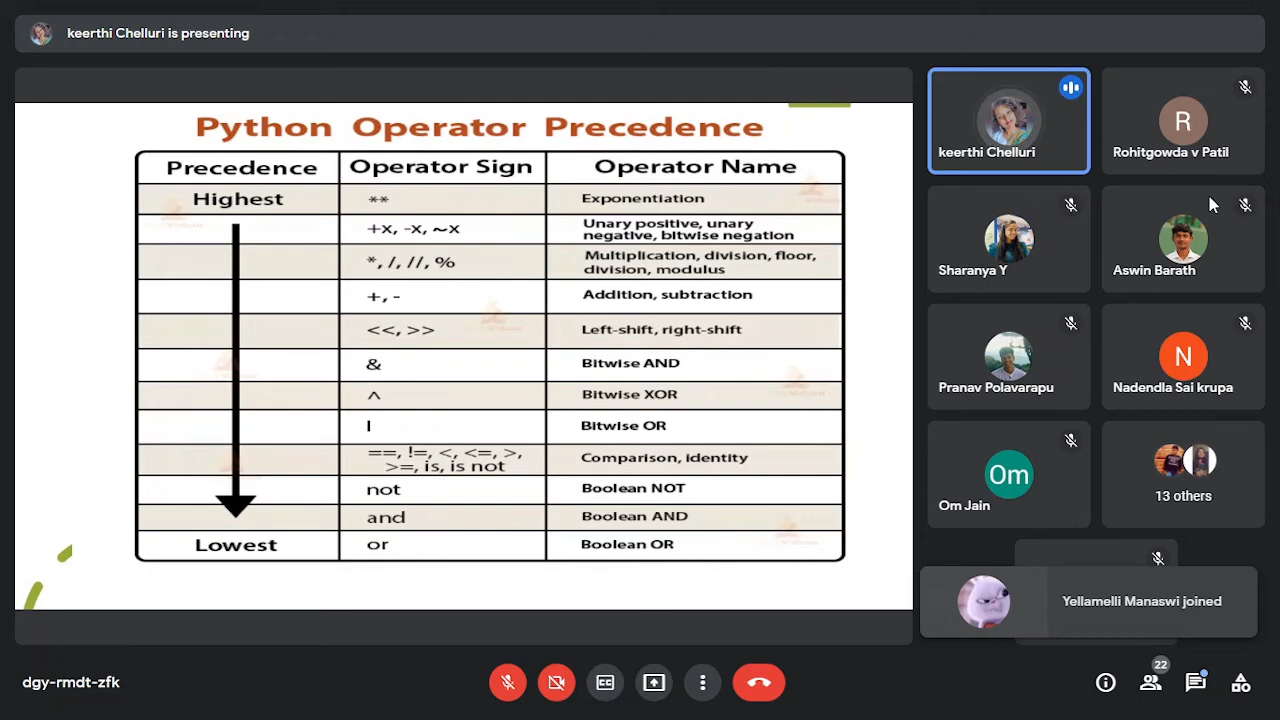 keerthi Chelluri is presenting
Python Operator Precedence
Precedence Operator Sign Operator Name
Highest ** Exponentiation
+x, -x, ~x Unary positive, unary
negative, bitwise negation
*, /, //, % Multiplication, division, floor,
division, modulus
+, - Addition, subtraction
<<, >> Left-shift, right-shift
& Bitwise AND
^ Bitwise XOR
| Bitwise OR
==, !=, <, <=, >,
>=, is, is not Comparison, identity
not Boolean NOT
and Boolean AND
Lowest or Boolean OR
keerthi Chelluri
R
Rohitgowda v Patil
Sharanya Y
Aswin Barath
Pranav Polavarapu
N
Nadendla Sai krupa
Om
Om Jain
13 others
Yellamelli Manaswi joined
dgy-rmdt-zfk
CC
22